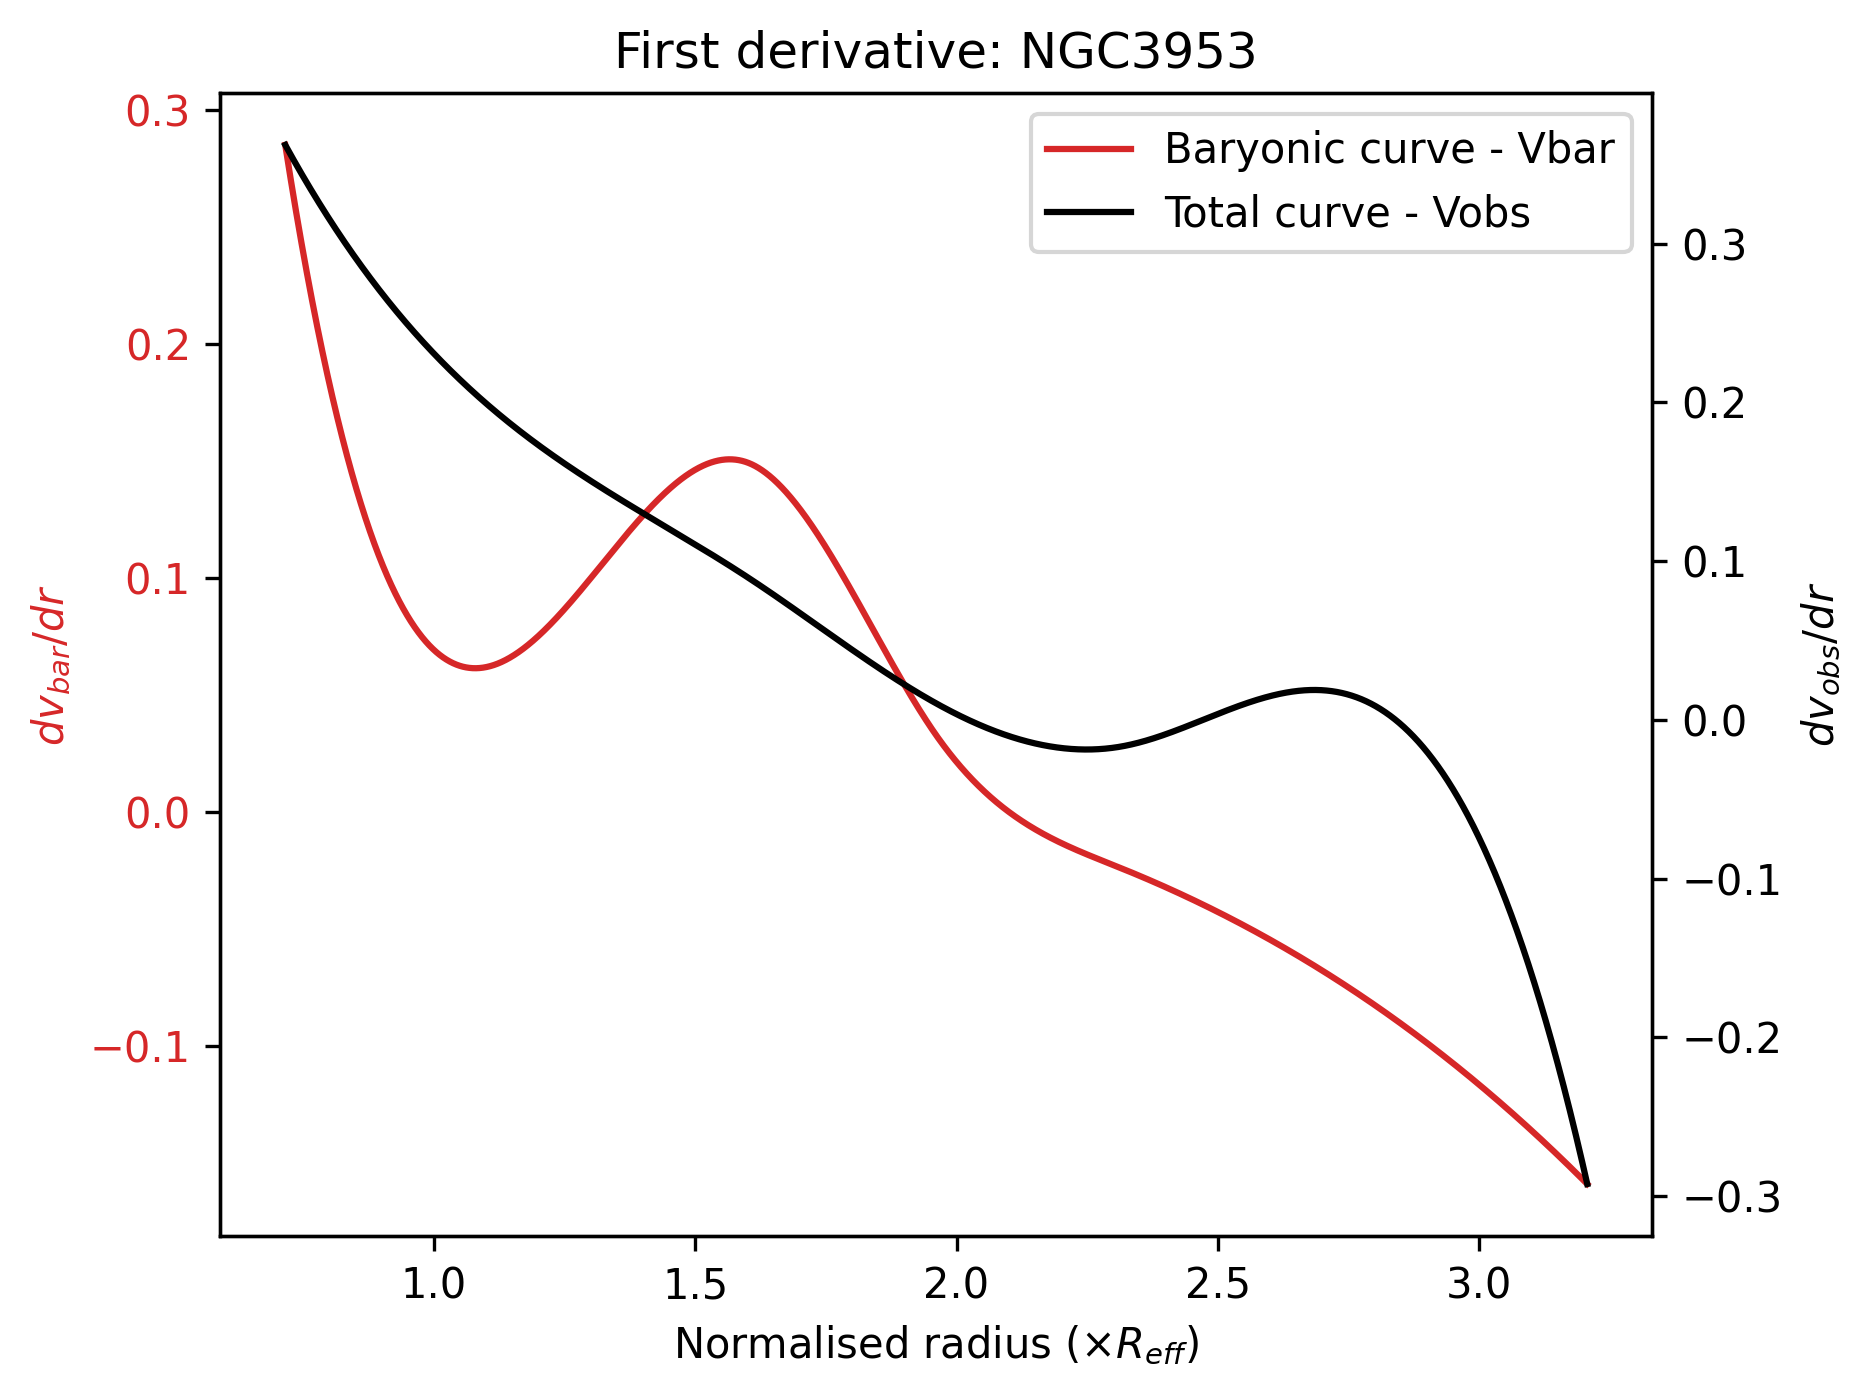 First derivative: NGC3953
Baryonic curve - Vbar
Total curve - Vobs
0.3
0.2
0.1
0.0
−0.1
dv_bar/dr
0.3
0.2
0.1
0.0
−0.1
−0.2
−0.3
dv_obs/dr
1.0 1.5 2.0 2.5 3.0
Normalised radius (×R_eff)